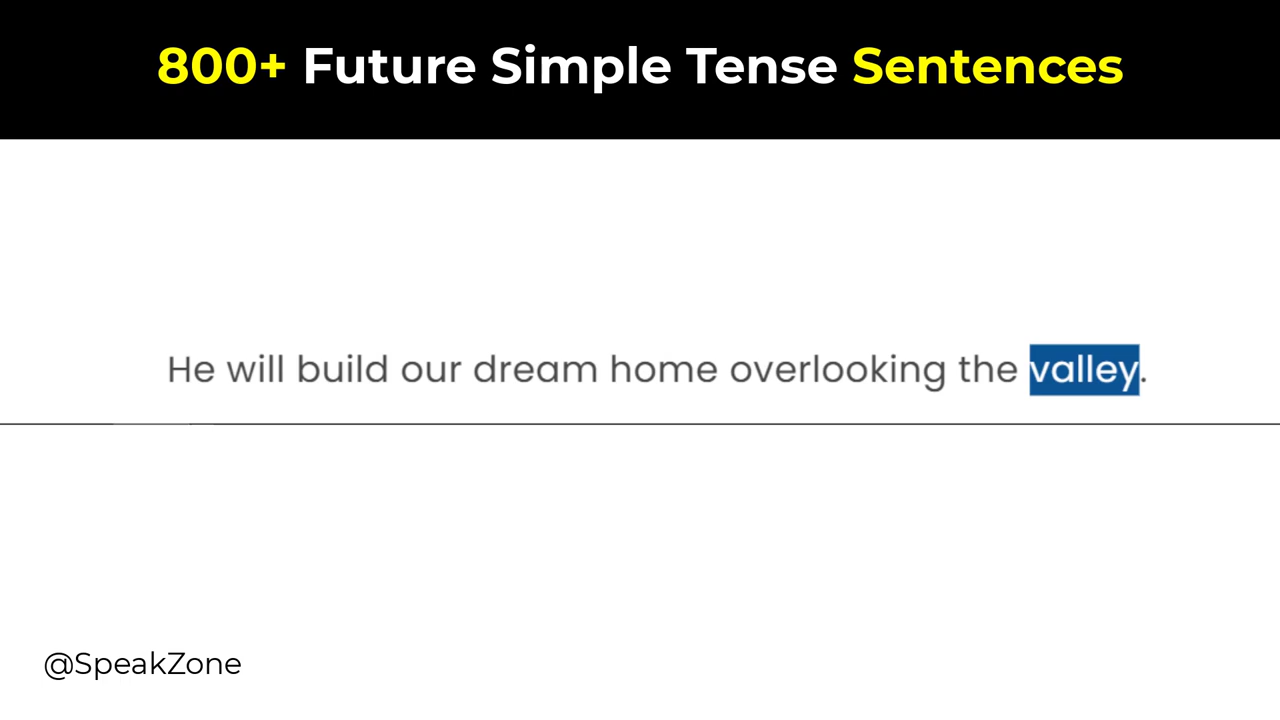 800+ Future Simple Tense Sentences
He will build our dream home overlooking the valley.
@SpeakZone